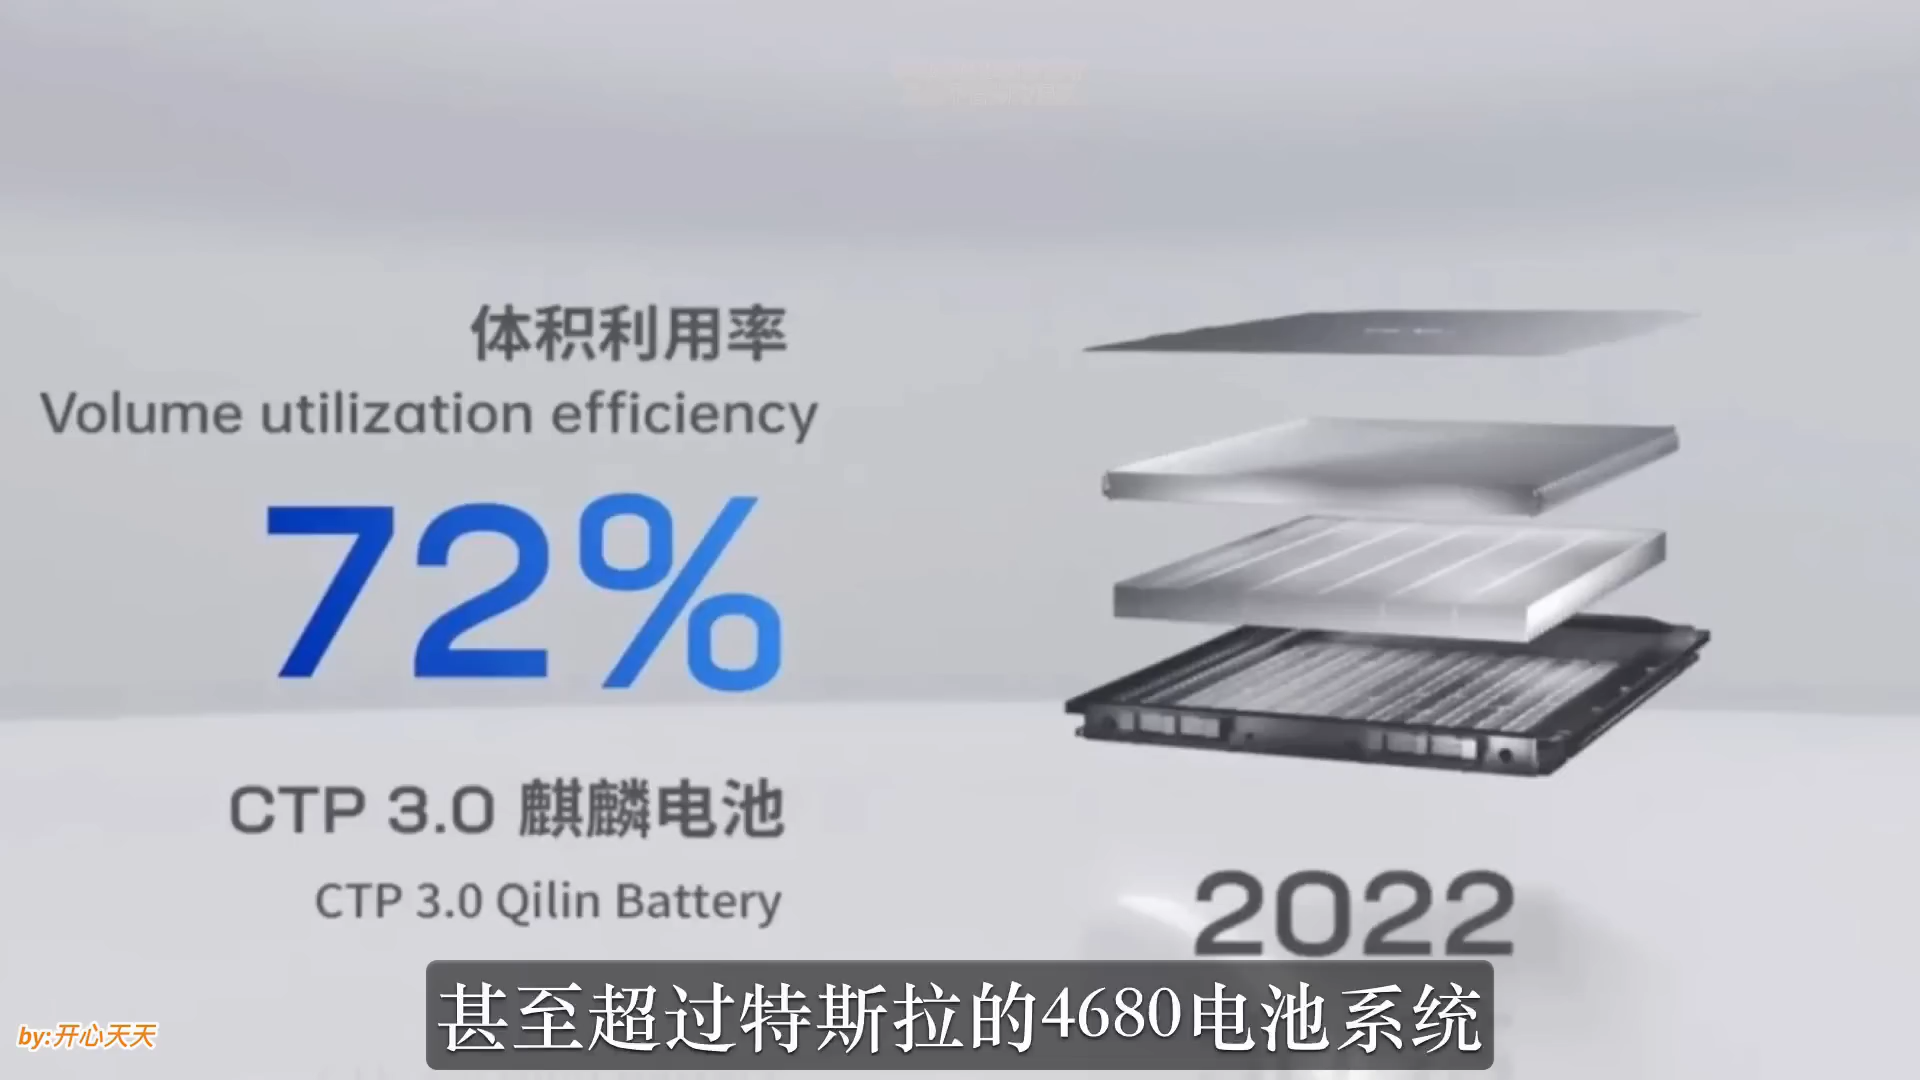 体积利用率
Volume utilization efficiency
72%
CTP 3.0 麒麟电池
CTP 3.0 Qilin Battery
2022
甚至超过特斯拉的4680电池系统
by:开心天天